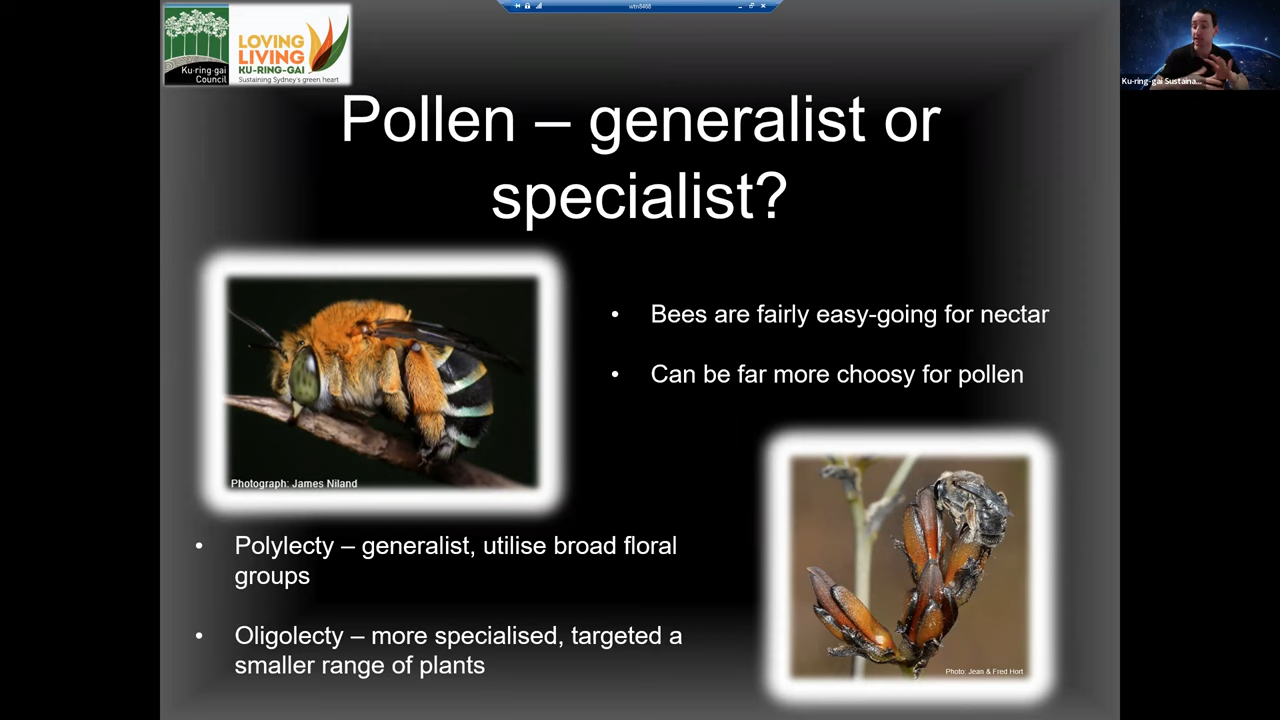 wtn8468
Ku-ring-gai
Council
LOVING
LIVING
KU-RING-GAI
Sustaining Sydney's green heart
Ku-ring-gai Sustaina...
Pollen – generalist or
specialist?
• Bees are fairly easy-going for nectar
• Can be far more choosy for pollen
Photograph: James Niland
• Polylecty – generalist, utilise broad floral
groups
• Oligolecty – more specialised, targeted a
smaller range of plants
Photo: Jean & Fred Hort